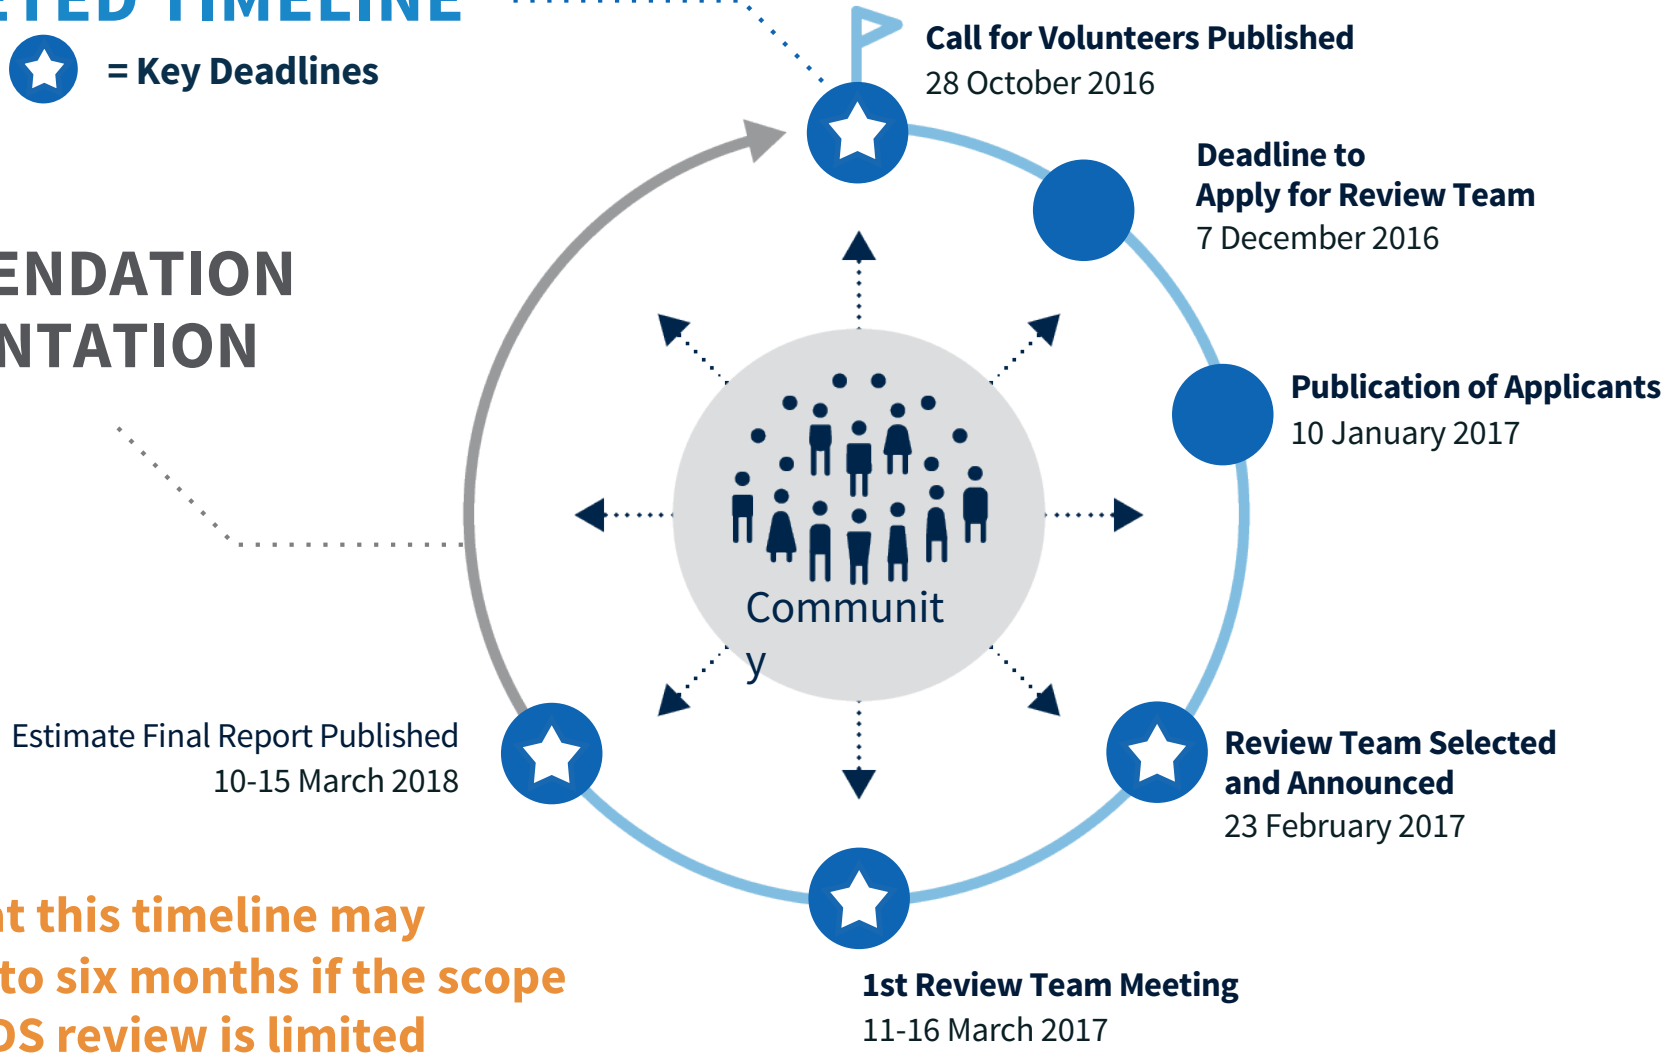 TIMELINE
= Key Deadlines
Call for Volunteers Published
28 October 2016
Deadline to
Apply for Review Team
7 December 2016
ENDATION
NTATION
Publication of Applicants
10 January 2017
Communit
y
Estimate Final Report Published
10-15 March 2018
Review Team Selected
and Announced
23 February 2017
this timeline may
to six months if the scope
DS review is limited
1st Review Team Meeting
11-16 March 2017